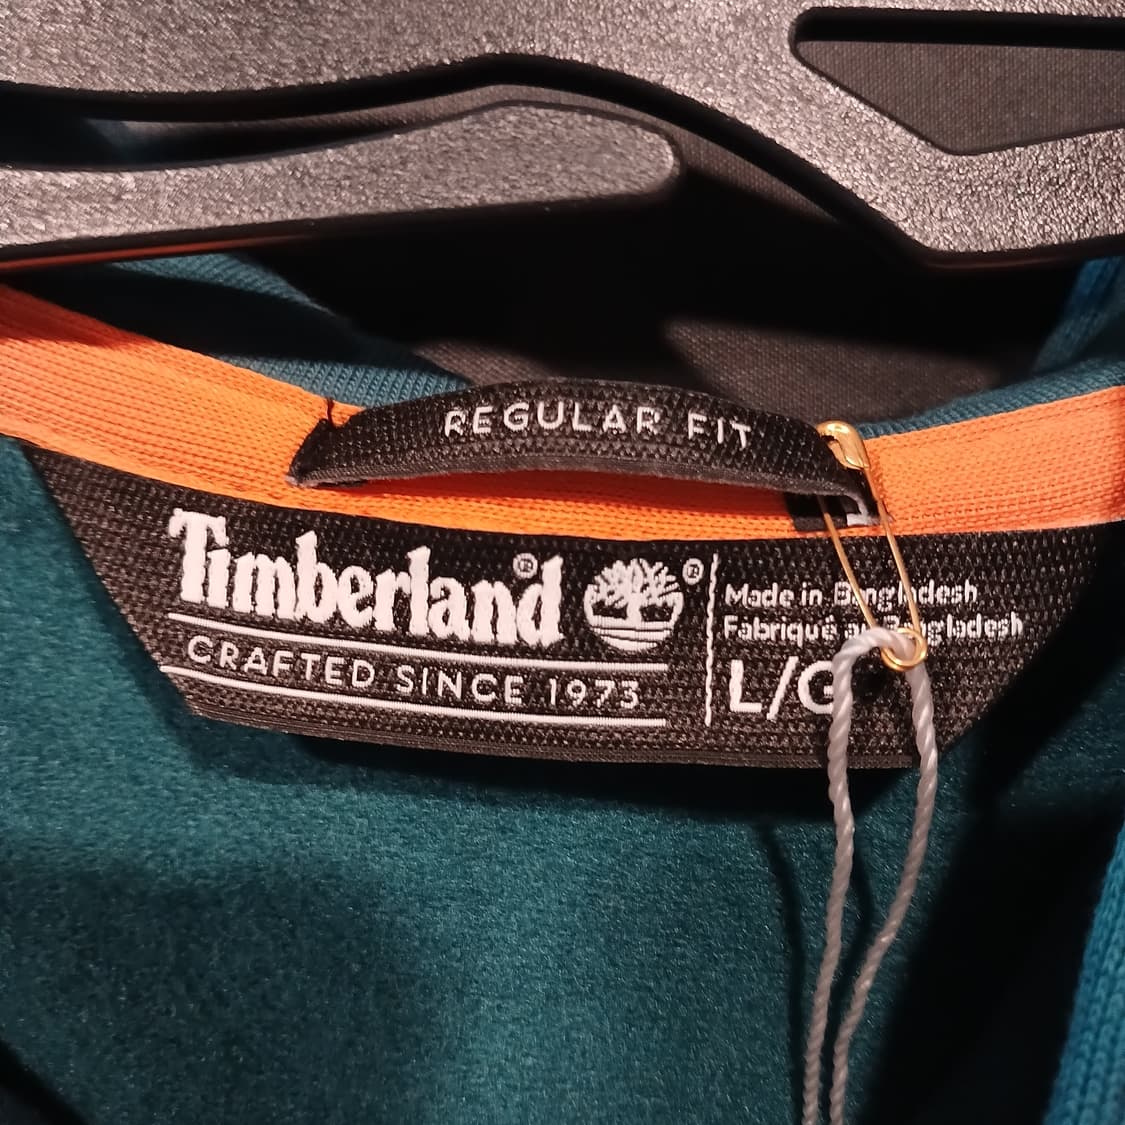 REGULAR FIT
Timberland®
®
CRAFTED SINCE 1973
Made in Bangladesh
Fabriqué au Bangladesh
L/G